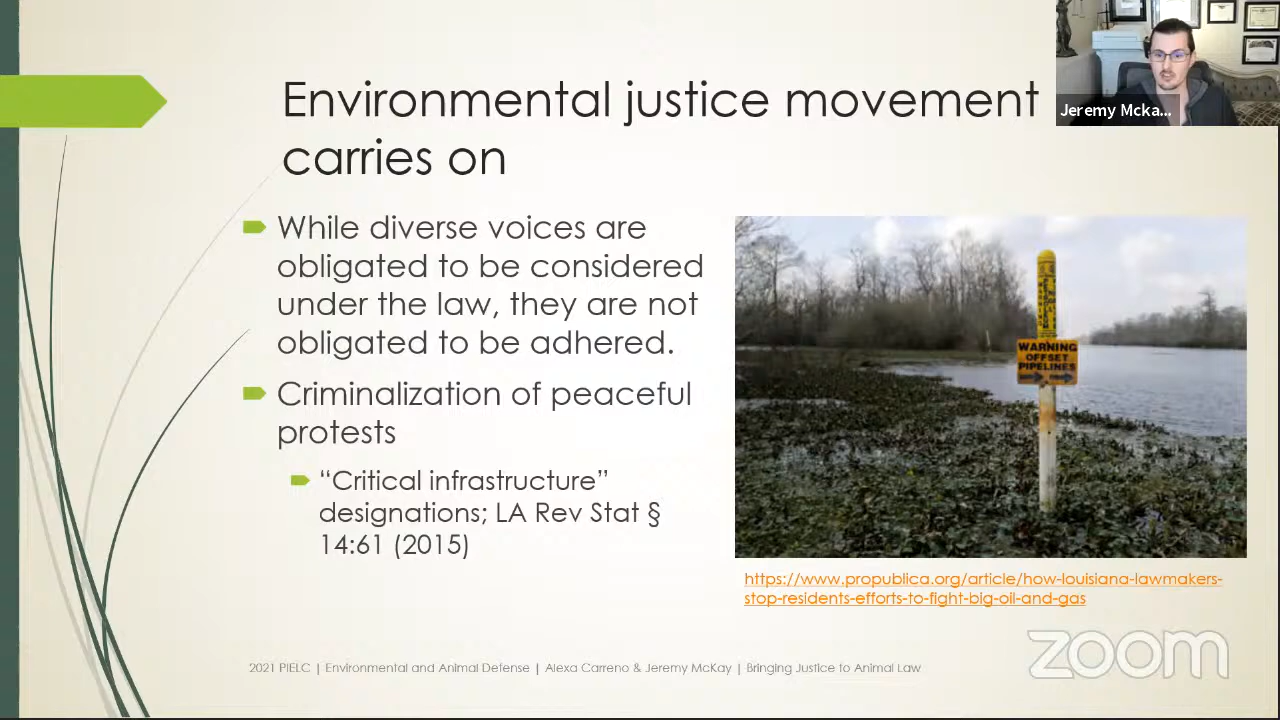 Environmental justice movement
carries on
Jeremy Mcka...
While diverse voices are
obligated to be considered
under the law, they are not
obligated to be adhered.
Criminalization of peaceful
protests
“Critical infrastructure”
designations; LA Rev Stat §
14:61 (2015)
WARNING
PETROLEUM
WARNING
OFFSET
PIPELINES
https://www.propublica.org/article/how-louisiana-lawmakers-
stop-residents-efforts-to-fight-big-oil-and-gas
2021 PIELC | Environmental and Animal Defense | Alexa Carreno & Jeremy McKay | Bringing Justice to Animal Law
zoom